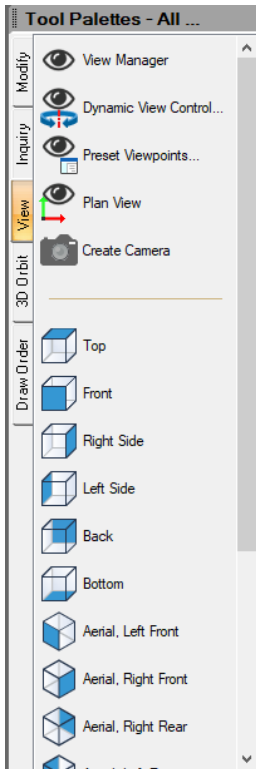 Tool Palettes - All ...
Modify
Inquiry
View
3D Orbit
Draw Order
View Manager
Dynamic View Control...
Preset Viewpoints...
Plan View
Create Camera
Top
Front
Right Side
Left Side
Back
Bottom
Aerial, Left Front
Aerial, Right Front
Aerial, Right Rear